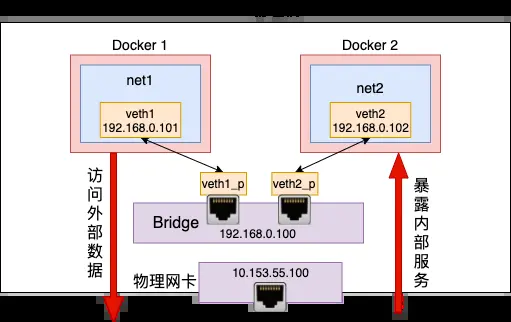 Docker 1
Docker 2
net1
net2
veth1
192.168.0.101
veth2
192.168.0.102
veth1_p
veth2_p
访问外部数据
暴露内部服务
Bridge
192.168.0.100
物理网卡
10.153.55.100